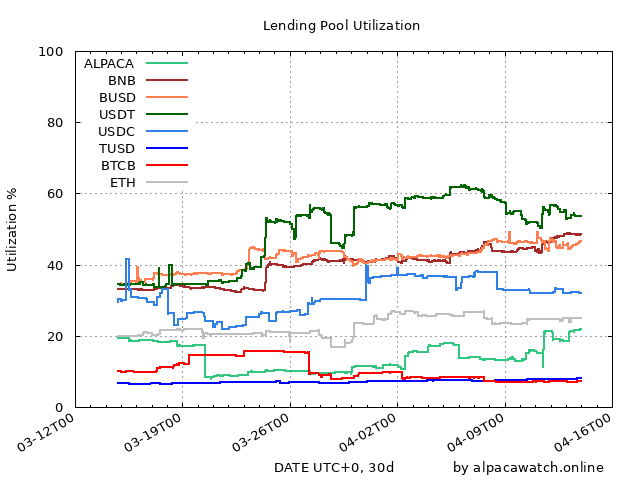 Lending Pool Utilization
Utilization %
100
80
60
40
20
0
ALPACA
BNB
BUSD
USDT
USDC
TUSD
BTCB
ETH
03-12T00
03-19T00
03-26T00
04-02T00
04-09T00
04-16T00
DATE UTC+0, 30d
by alpacawatch.online